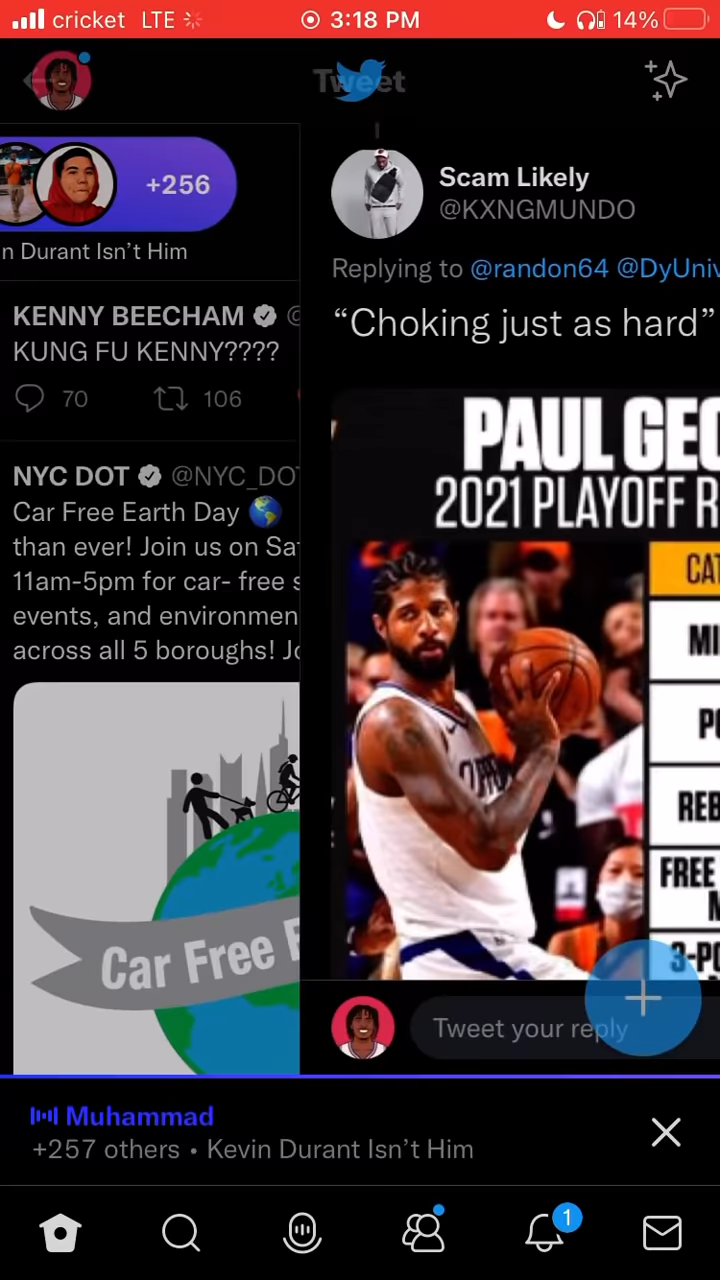 cricket LTE 3:18 PM 14%
Tweet
+256
n Durant Isn’t Him
KENNY BEECHAM @
KUNG FU KENNY????
70 106
NYC DOT @NYC_DOT
Car Free Earth Day 🌎
than ever! Join us on Sat
11am-5pm for car- free s
events, and environmen
across all 5 boroughs! Jo
Car Free
Scam Likely
@KXNGMUNDO
Replying to @randon64 @DyUniv
“Choking just as hard”
PAUL GEO
2021 PLAYOFF R
CAT
MI
PO
REB
FREE
M
3-PO
CLIPPERS
Tweet your reply
Muhammad
+257 others • Kevin Durant Isn’t Him
1